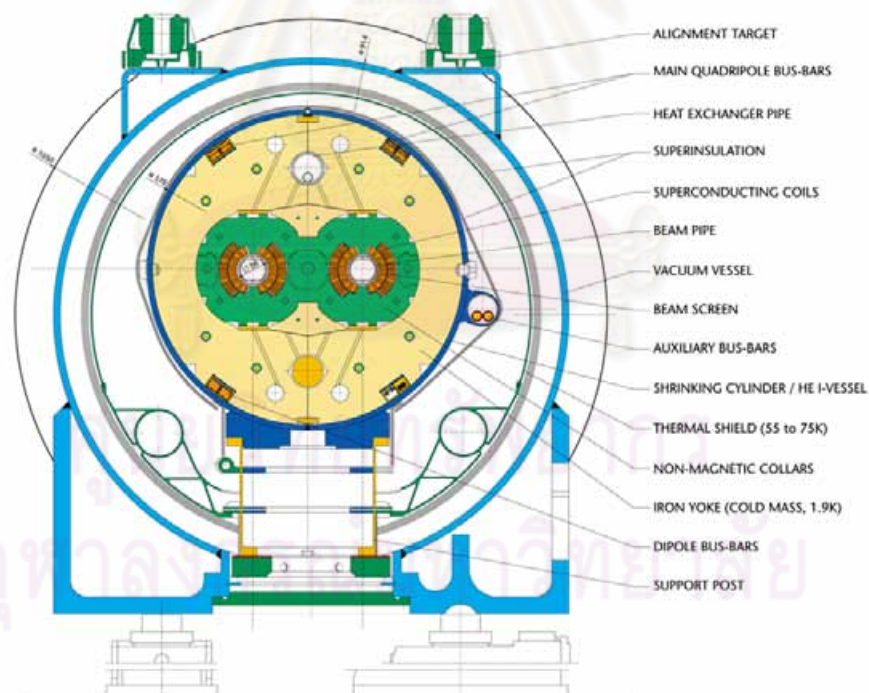 ALIGNMENT TARGET
MAIN QUADRIPOLE BUS-BARS
HEAT EXCHANGER PIPE
SUPERINSULATION
SUPERCONDUCTING COILS
BEAM PIPE
VACUUM VESSEL
BEAM SCREEN
AUXILIARY BUS-BARS
SHRINKING CYLINDER / HE I-VESSEL
THERMAL SHIELD (55 to 75K)
NON-MAGNETIC COLLARS
IRON YOKE (COLD MASS, 1.9K)
DIPOLE BUS-BARS
SUPPORT POST